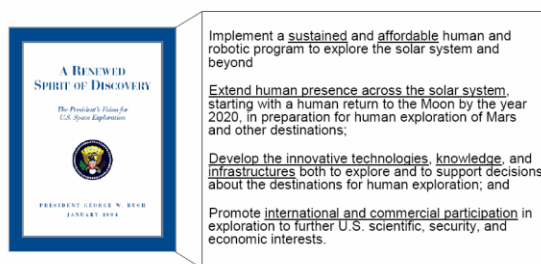 A RENEWED
SPIRIT OF DISCOVERY
The President's Vision for
U.S. Space Exploration
PRESIDENT GEORGE W. BUSH
JANUARY 2004
Implement a sustained and affordable human and
robotic program to explore the solar system and
beyond
Extend human presence across the solar system,
starting with a human return to the Moon by the year
2020, in preparation for human exploration of Mars
and other destinations;
Develop the innovative technologies, knowledge, and
infrastructures both to explore and to support decisions
about the destinations for human exploration; and
Promote international and commercial participation in
exploration to further U.S. scientific, security, and
economic interests.